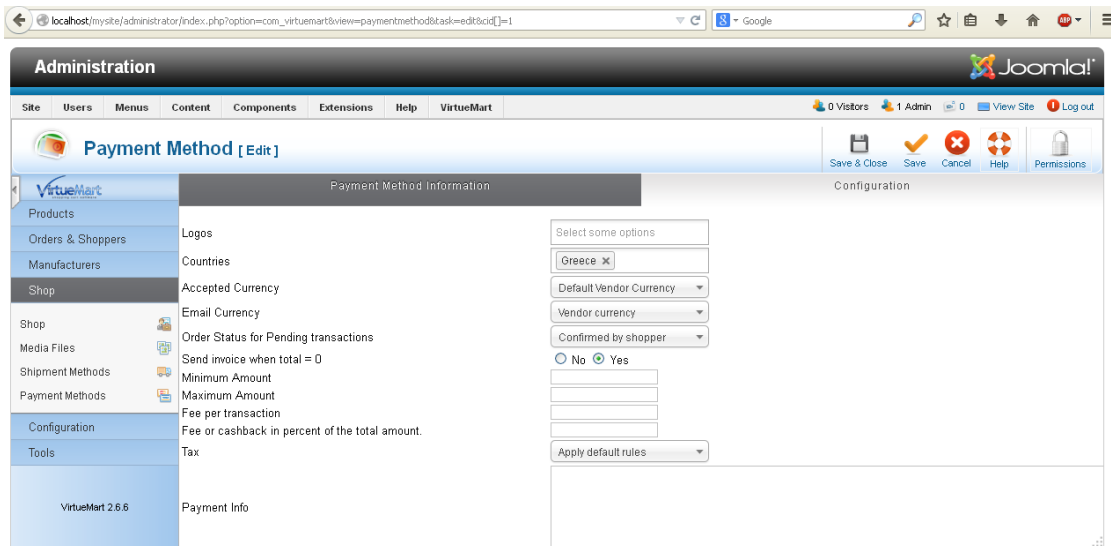 localhost/mysite/administrator/index.php?option=com_virtuemart&view=paymentmethod&task=edit&cid[]=1
8 Google ABP
Administration Joomla!
Site Users Menus Content Components Extensions Help VirtueMart 0 Visitors 1 Admin 0 View Site Log out
Payment Method [ Edit ] Save & Close Save Cancel Help Permissions
VirtueMart Payment Method Information Configuration
Products
Orders & Shoppers
Manufacturers
Shop
Shop
Media Files
Shipment Methods
Payment Methods
Configuration
Tools
VirtueMart 2.6.6
Logos Select some options
Countries Greece ×
Accepted Currency Default Vendor Currency
Email Currency Vendor currency
Order Status for Pending transactions Confirmed by shopper
Send invoice when total = 0 No Yes
Minimum Amount
Maximum Amount
Fee per transaction
Fee or cashback in percent of the total amount.
Tax Apply default rules
Payment Info